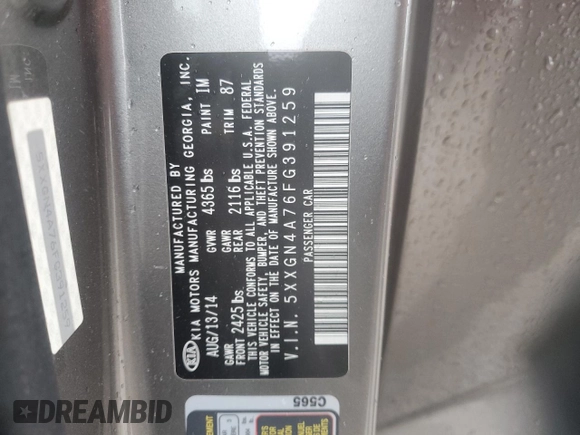 MANUFACTURED BY
KIA KIA MOTORS MANUFACTURING GEORGIA, INC.
AUG/13/14 GVWR 4365 lbs PAINT IM
GAWR FRONT 2425 lbs GAWR REAR 2116 lbs TRIM 87
THIS VEHICLE CONFORMS TO ALL APPLICABLE U.S.A. FEDERAL
MOTOR VEHICLE SAFETY, BUMPER, AND THEFT PREVENTION STANDARDS
IN EFFECT ON THE DATE OF MANUFACTURE SHOWN ABOVE.
V.I.N. 5XXGN4A76FG391259
PASSENGER CAR
C565
DREAMBID